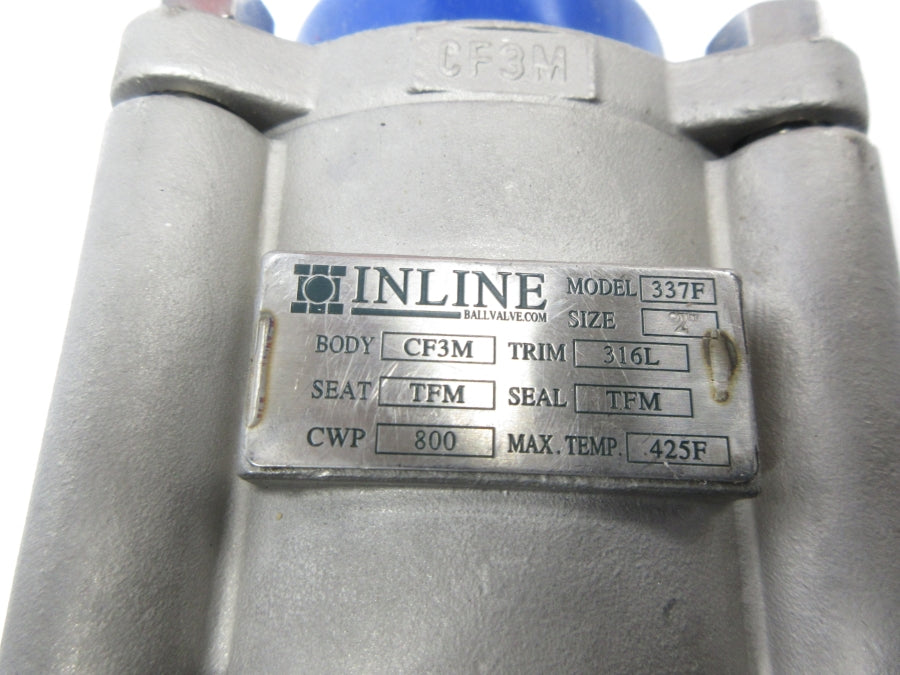 CF3M
INLINE
BALLVALVE.COM
MODEL 337F
SIZE
BODY CF3M TRIM 316L
SEAT TFM SEAL TFM
CWP 800 MAX. TEMP. 425F